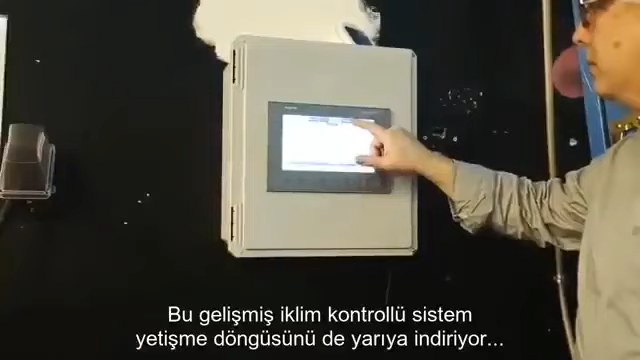 Bu gelişmiş iklim kontrollü sistem
yetişme döngüsünü de yarıya indiriyor...